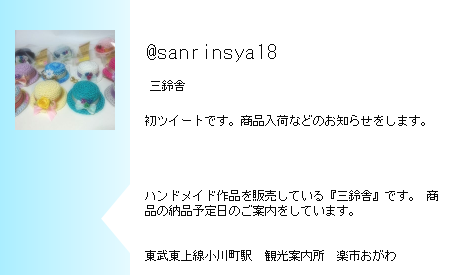 @sanrinsya18
三鈴舎
初ツイートです。商品入荷などのお知らせをします。
ハンドメイド作品を販売している『三鈴舎』です。 商
品の納品予定日のご案内をしています。
東武東上線小川町駅　観光案内所　楽市おがわ